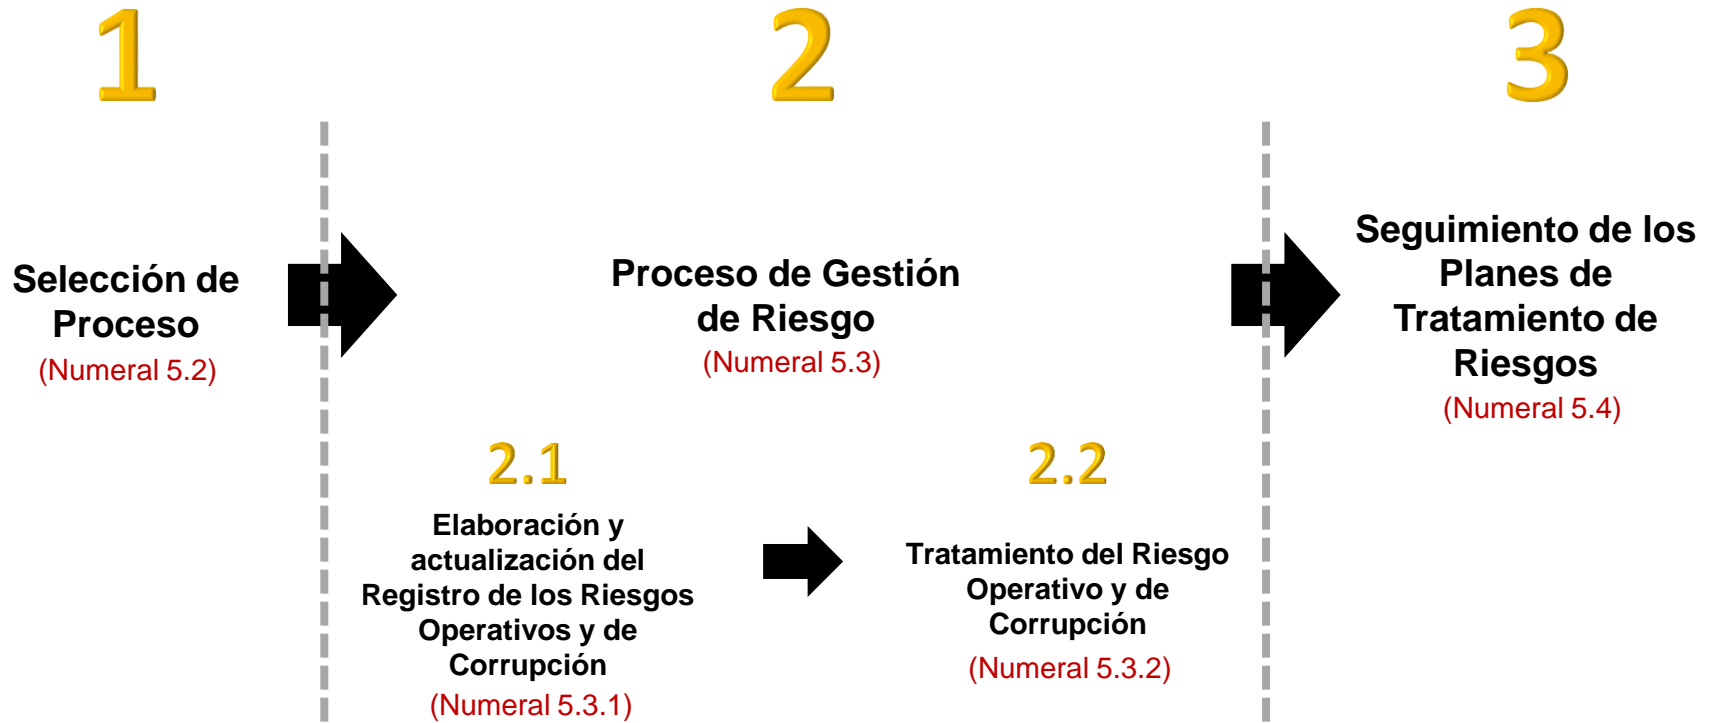 1
Selección de
Proceso
(Numeral 5.2)
2
Proceso de Gestión
de Riesgo
(Numeral 5.3)
2.1
Elaboración y
actualización del
Registro de los Riesgos
Operativos y de
Corrupción
(Numeral 5.3.1)
2.2
Tratamiento del Riesgo
Operativo y de
Corrupción
(Numeral 5.3.2)
3
Seguimiento de los
Planes de
Tratamiento de
Riesgos
(Numeral 5.4)